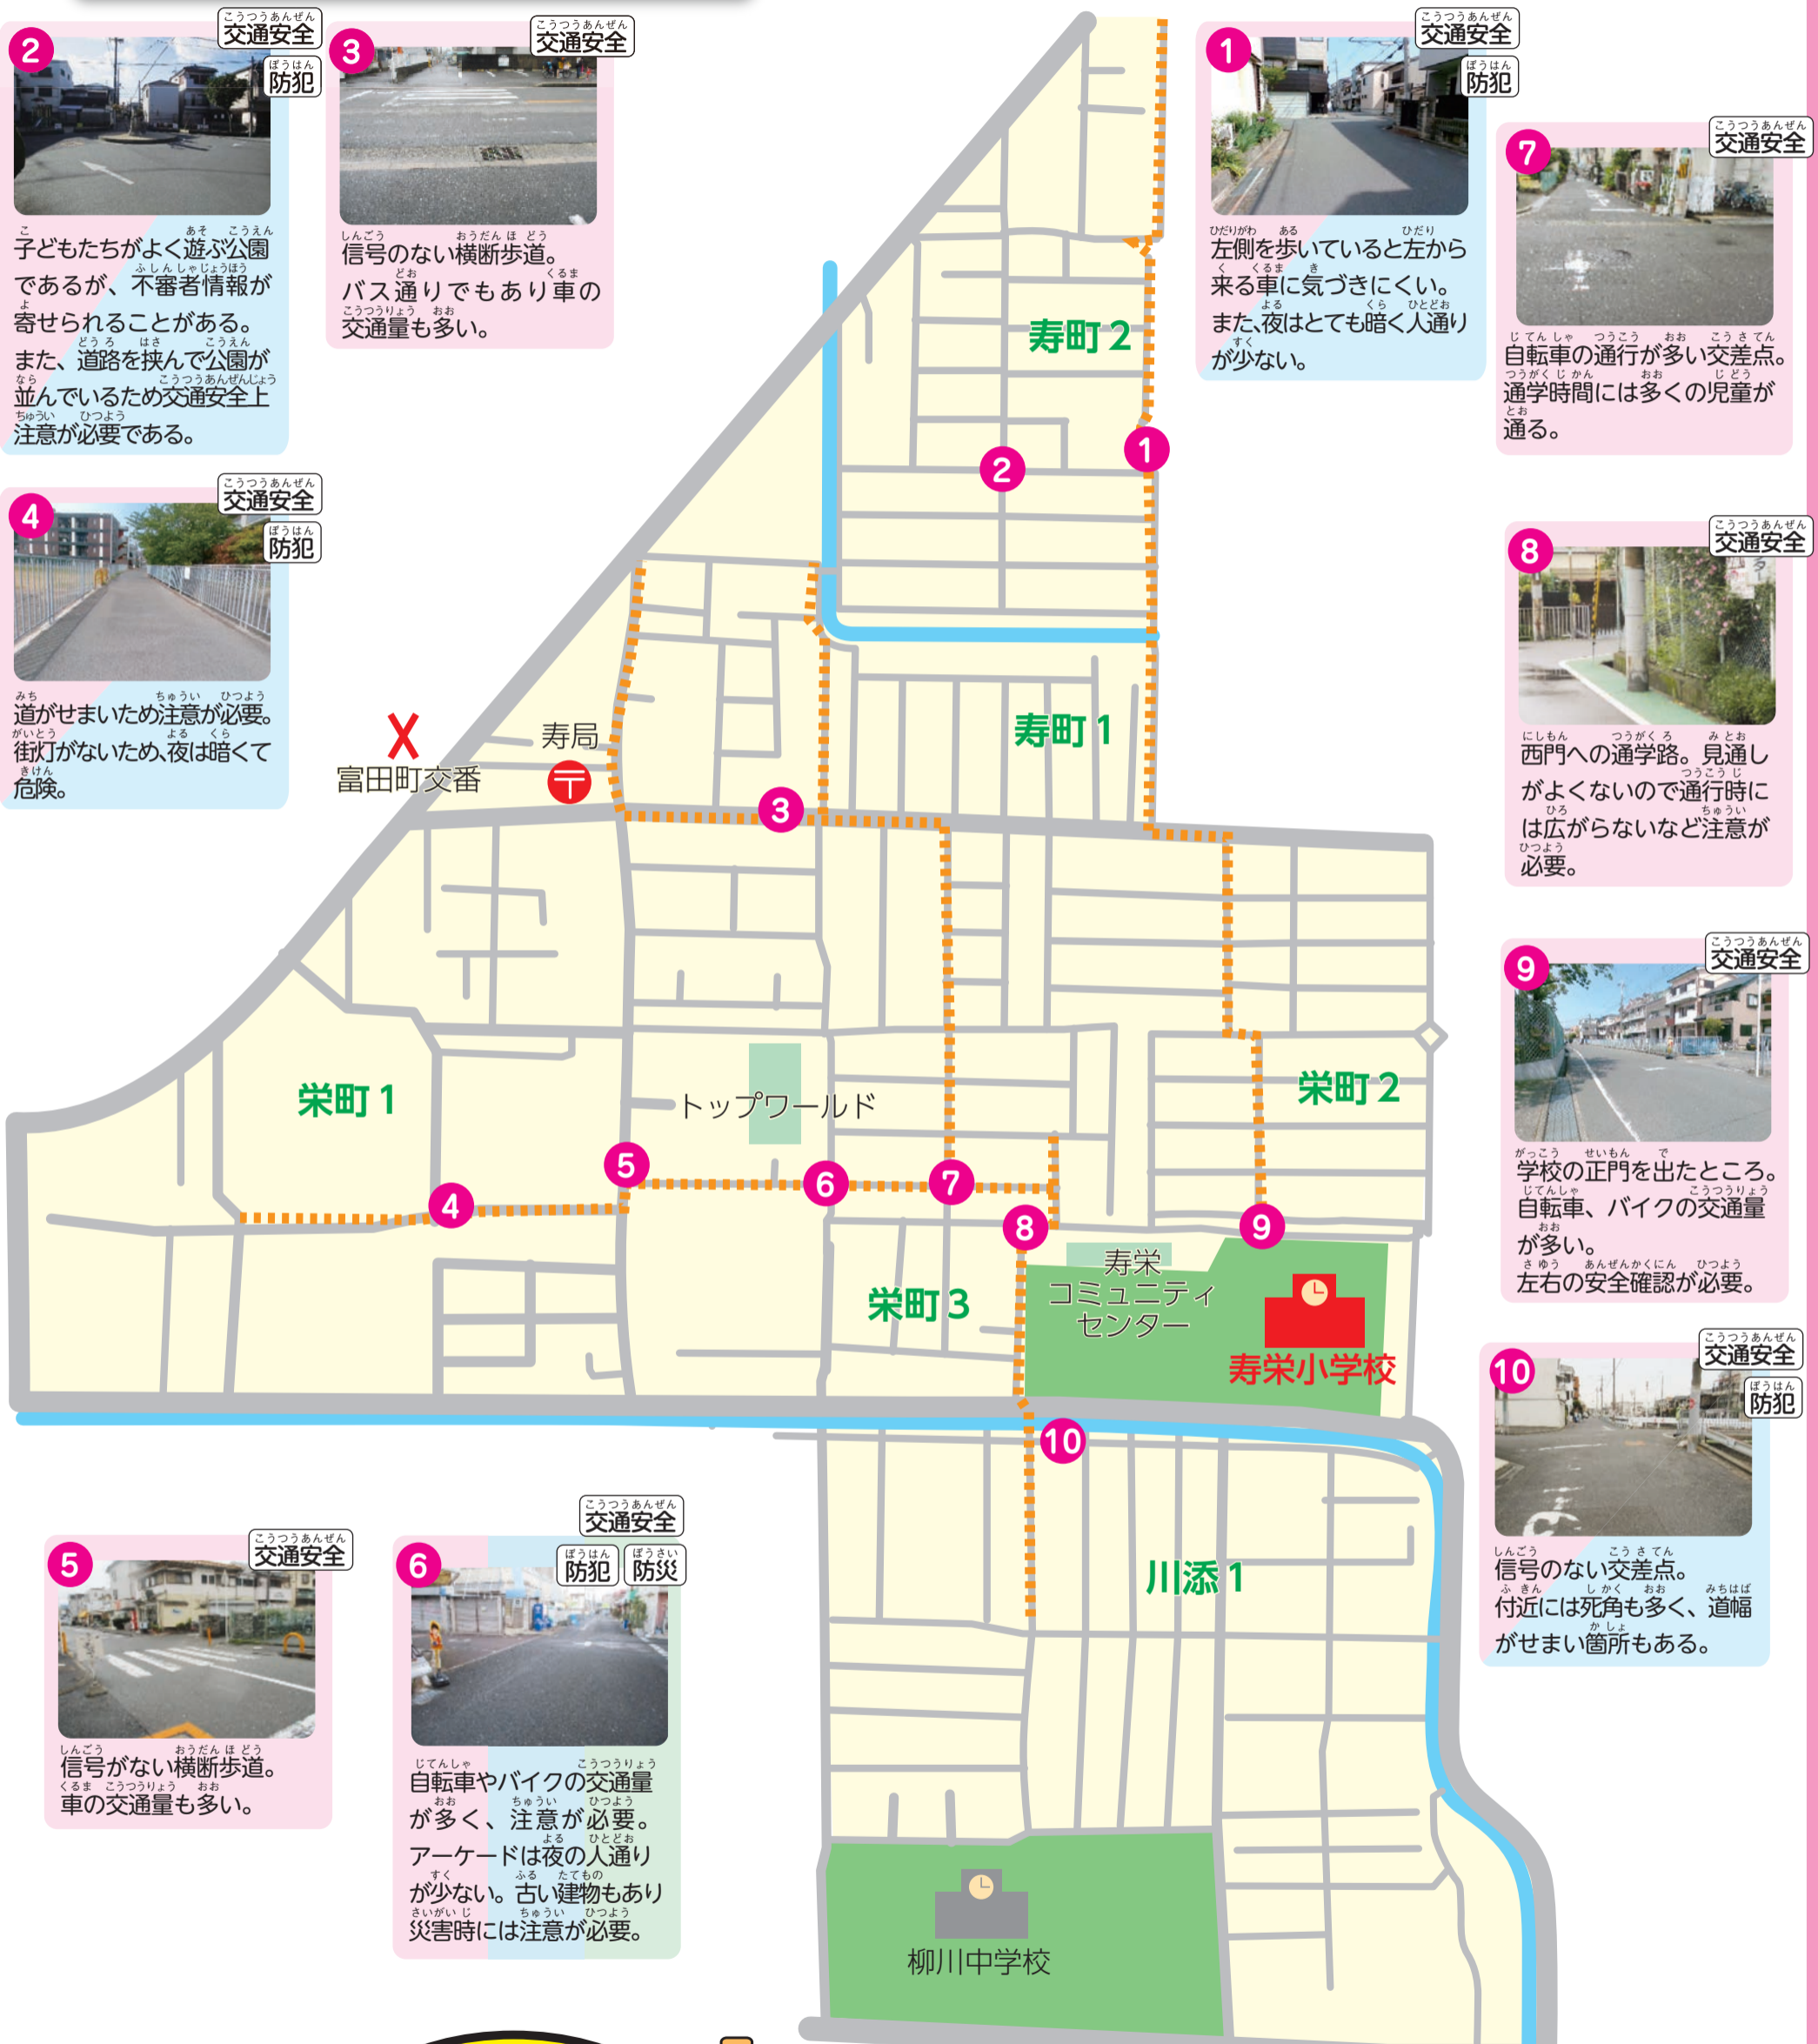 2
交通安全
防犯
子どもたちがよく遊ぶ公園
であるが、不審者情報が
寄せられることがある。
また、道路を挟んで公園が
並んでいるため交通安全上
注意が必要である。
3
交通安全
信号のない横断歩道。
バス通りでもあり車の
交通量も多い。
1
交通安全
防犯
左側を歩いていると左から
来る車に気づきにくい。
また、夜はとても暗く人通り
が少ない。
7
交通安全
自転車の通行が多い交差点。
通学時間には多くの児童が
通る。
4
交通安全
防犯
道がせまいため注意が必要。
街灯がないため、夜は暗くて
危険。
8
交通安全
西門への通学路。見通し
がよくないので通行時に
は広がらないなど注意が
必要。
9
交通安全
学校の正門を出たところ。
自転車、バイクの交通量
が多い。
左右の安全確認が必要。
10
交通安全
防犯
信号のない交差点。
付近には死角も多く、道幅
がせまい箇所もある。
5
交通安全
信号がない横断歩道。
車の交通量も多い。
6
交通安全
防犯
防災
自転車やバイクの交通量
が多く、注意が必要。
アーケードは夜の人通り
が少ない。古い建物もあり
災害時には注意が必要。
寿町2
1
2
寿町1
寿局
富田町交番
3
栄町1
トップワールド
栄町2
4
5
6
7
8
9
寿栄
コミュニティ
センター
栄町3
寿栄小学校
10
川添1
柳川中学校